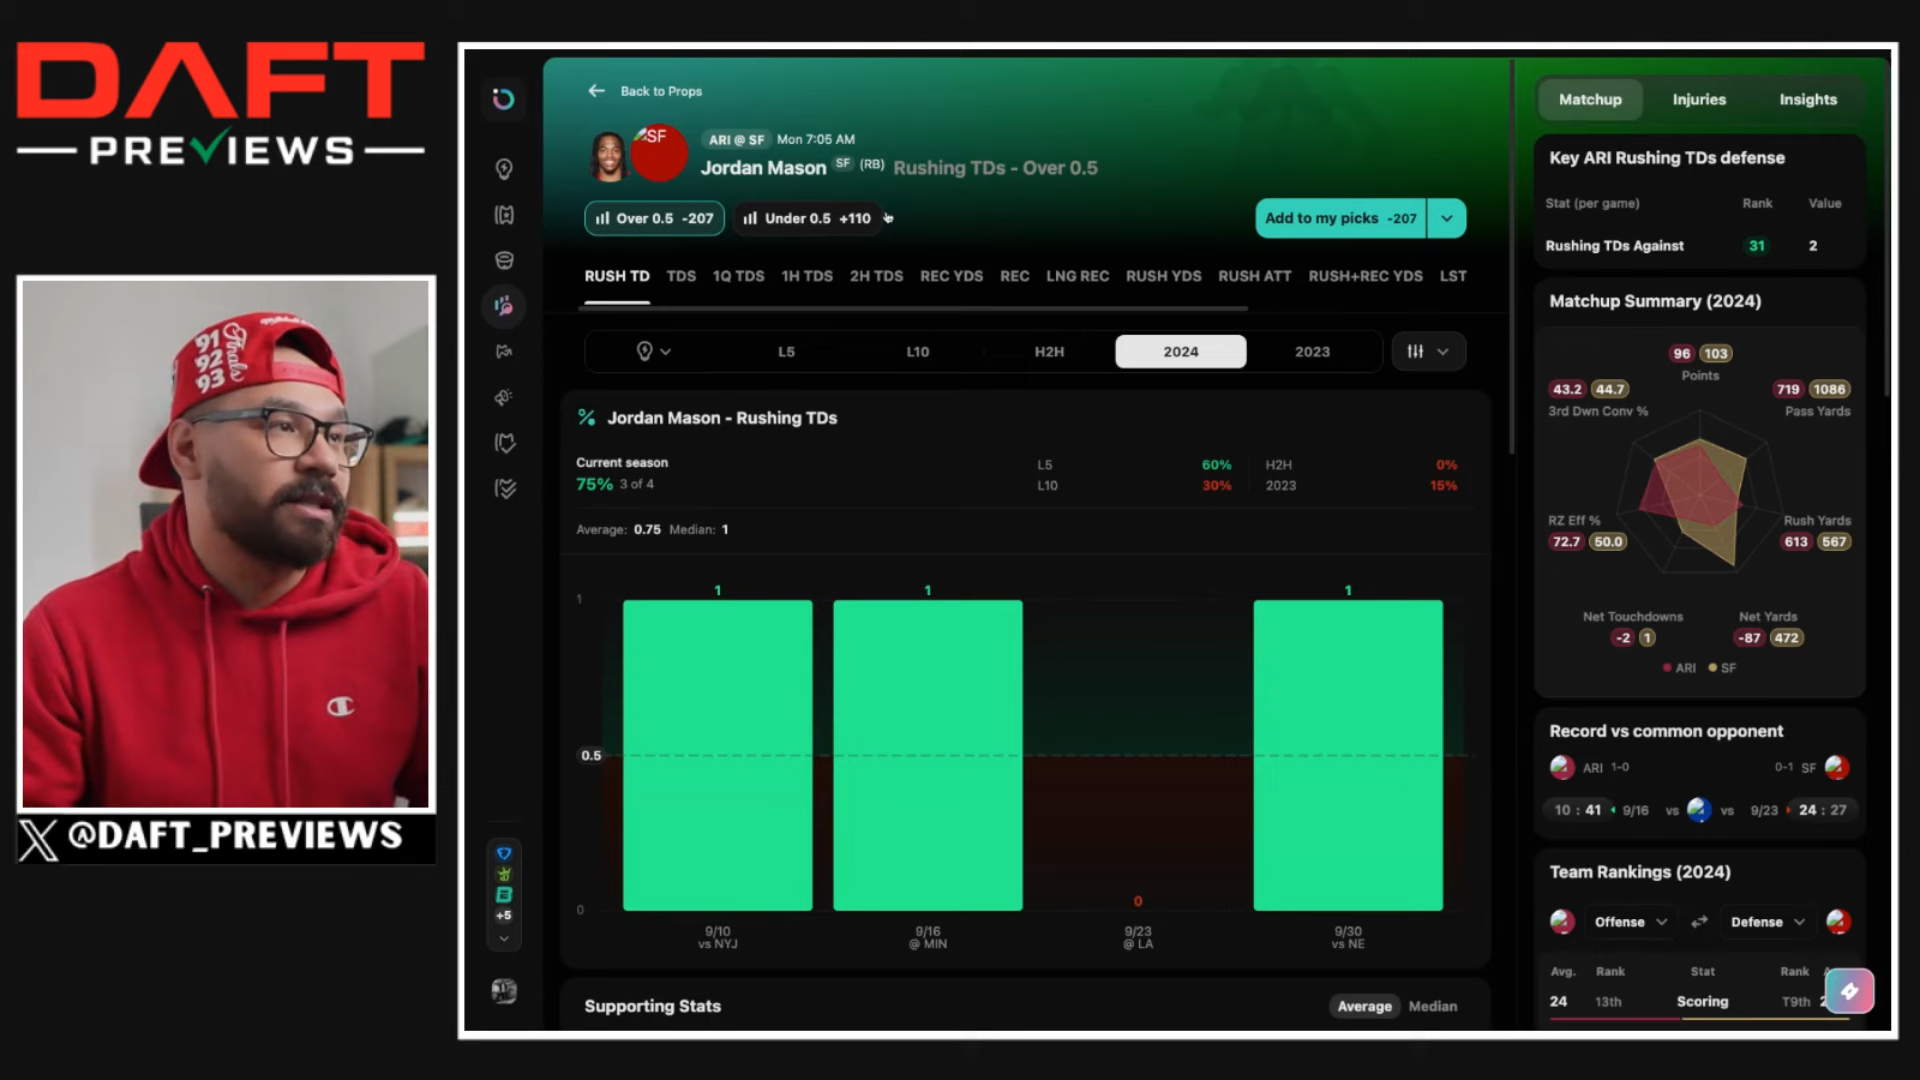 DAFT
PREVIEWS
91
92
93
Finals
@DAFT_PREVIEWS
Back to Props
SF
ARI @ SF Mon 7:05 AM
Jordan Mason SF (RB) Rushing TDs - Over 0.5
Over 0.5 -207
Under 0.5 +110
Add to my picks -207
RUSH TD TDS 1Q TDS 1H TDS 2H TDS REC YDS REC LNG REC RUSH YDS RUSH ATT RUSH+REC YDS LST
L5 L10 H2H 2024 2023
% Jordan Mason - Rushing TDs
Current season
75% 3 of 4
L5 60% H2H 0%
L10 30% 2023 15%
Average: 0.75 Median: 1
1 1 1
1
0.5
0
0
9/10 9/16 9/23 9/30
vs NYJ @ MIN @ LA vs NE
Supporting Stats
Average Median
+5
Matchup Injuries Insights
Key ARI Rushing TDs defense
Stat (per game) Rank Value
Rushing TDs Against 31 2
Matchup Summary (2024)
96 103
Points
43.2 44.7
3rd Dwn Conv %
719 1086
Pass Yards
RZ Eff %
72.7 50.0
Rush Yards
613 567
Net Touchdowns
-2 1
Net Yards
-87 472
ARI SF
Record vs common opponent
ARI 1-0 0-1 SF
10 : 41 9/16 vs vs 9/23 24 : 27
Team Rankings (2024)
Offense Defense
Avg. Rank Stat Rank
24 13th Scoring T9th